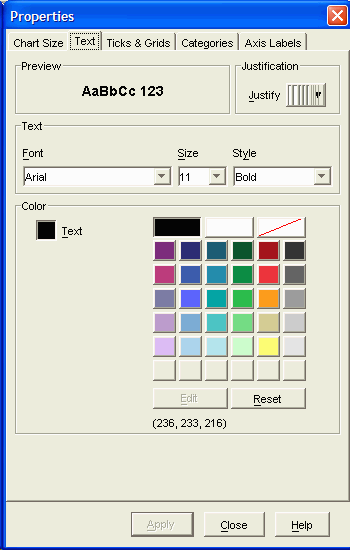 Properties
Chart Size Text Ticks & Grids Categories Axis Labels
Preview Justification
AaBbCc 123 Justify
Text
Font Size Style
Arial 11 Bold
Color
Text
Edit Reset
(236, 233, 216)
Apply Close Help